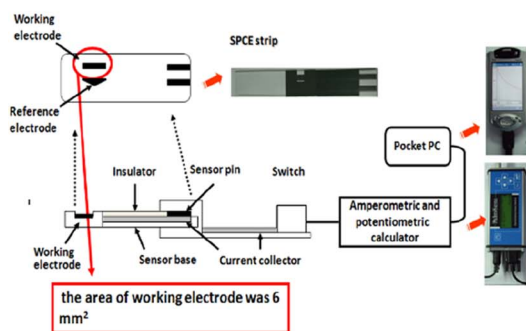 Working
electrode
SPCE strip
Reference
electrode
Pocket PC
Insulator
Sensor pin
Switch
Amperometric and
potentiometric
calculator
Working
electrode
Sensor base
Current collector
the area of working electrode was 6
mm²